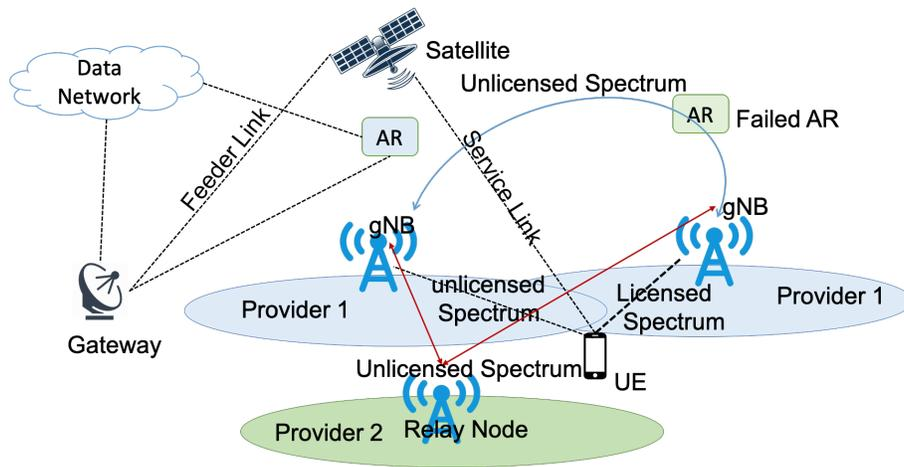 Satellite
Data
Network
Unlicensed Spectrum
AR
AR
Failed AR
Feeder Link
Service Link
gNB
gNB
Provider 1
unlicensed
Spectrum
Licensed
Spectrum
Provider 1
Gateway
Unlicensed Spectrum
UE
Provider 2
Relay Node